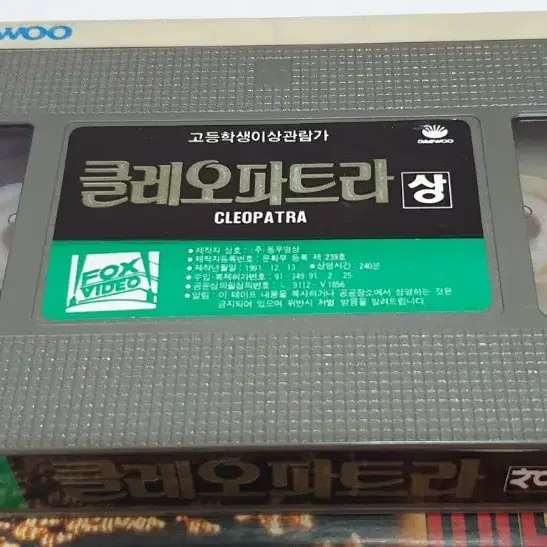 WOO
고등학생이상관람가
DAEWOO
클레오파트라 상
CLEOPATRA
FOX
VIDEO
• 제작자 상호 : (주) 동우영상
• 제작자등록번호 : 문화부 등록 제 239호
• 제작년월일 : 1991. 12. 13 • 상영시간 : 240분
• 수입·복제허가번호 : 91-349 91. 2. 25
• 공윤심의필심의번호 : L 9112-V1856
• 알림 : 이 테이프 내용을 복사하거나 공공장소에서 상영하는 것은
금지되어 있으며 위반시 처벌 받음을 알려드립니다.
클레오파트라 상